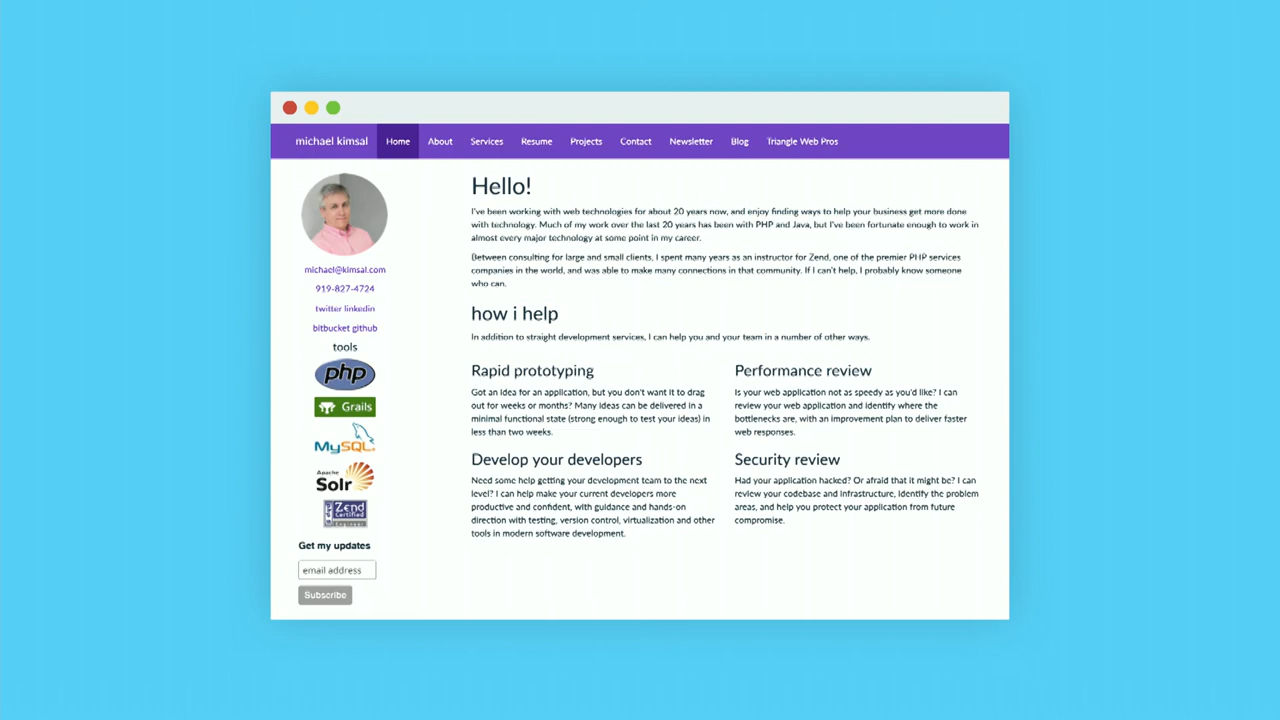 michael kimsal Home About Services Resume Projects Contact Newsletter Blog Triangle Web Pros
michael@kimsal.com
919-827-4724
twitter linkedin
bitbucket github
tools
php
Grails
MySQL
Apache
Solr
Zend
Certified
Get my updates
email address
Subscribe
Hello!
I've been working with web technologies for about 20 years now, and enjoy finding ways to help your business get more done
with technology. Much of my work over the last 20 years has been with PHP and Java, but I've been fortunate enough to work in
almost every major technology at some point in my career.
Between consulting for large and small clients, I spent many years as an instructor for Zend, one of the premier PHP services
companies in the world, and was able to make many connections in that community. If I can't help, I probably know someone
who can.
how i help
In addition to straight development services, I can help you and your team in a number of other ways.
Rapid prototyping
Got an idea for an application, but you don't want it to drag
out for weeks or months? Many ideas can be delivered in a
minimal functional state (strong enough to test your ideas) in
less than two weeks.
Performance review
Is your web application not as speedy as you'd like? I can
review your web application and identify where the
bottlenecks are, with an improvement plan to deliver faster
web responses.
Develop your developers
Need some help getting your development team to the next
level? I can help make your current developers more
productive and confident, with guidance and hands-on
direction with testing, version control, virtualization and other
tools in modern software development.
Security review
Had your application hacked? Or afraid that it might be? I can
review your codebase and infrastructure, identify the problem
areas, and help you protect your application from future
compromise.